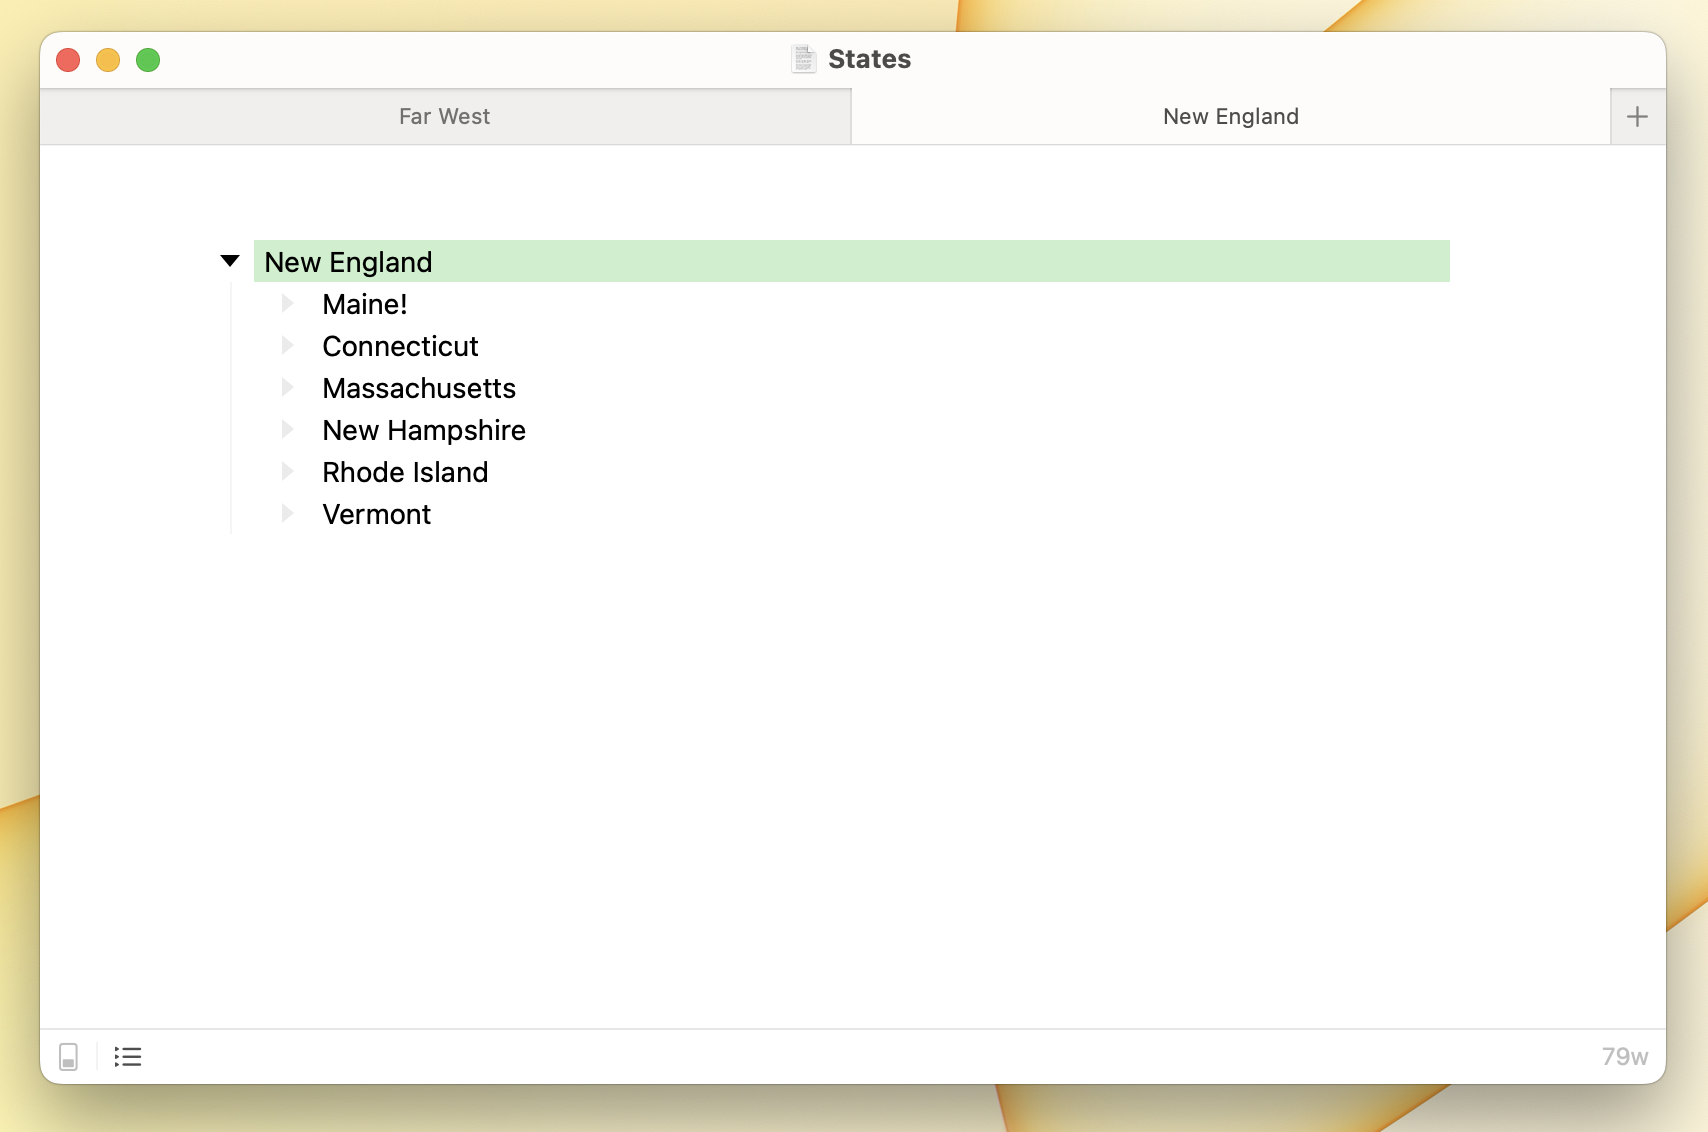 States
Far West
New England
New England
Maine!
Connecticut
Massachusetts
New Hampshire
Rhode Island
Vermont
79w